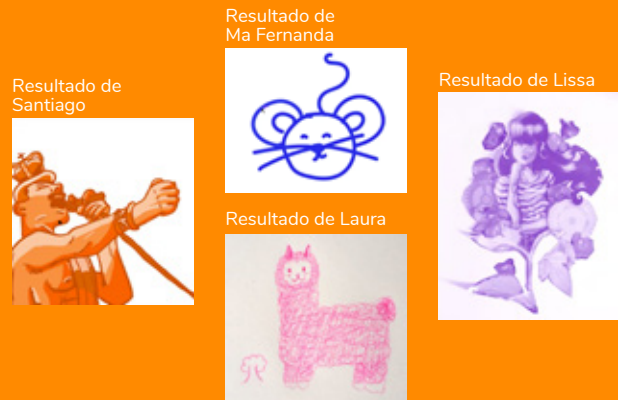 Resultado de
Santiago
Resultado de
Ma Fernanda
Resultado de Laura
Resultado de Lissa